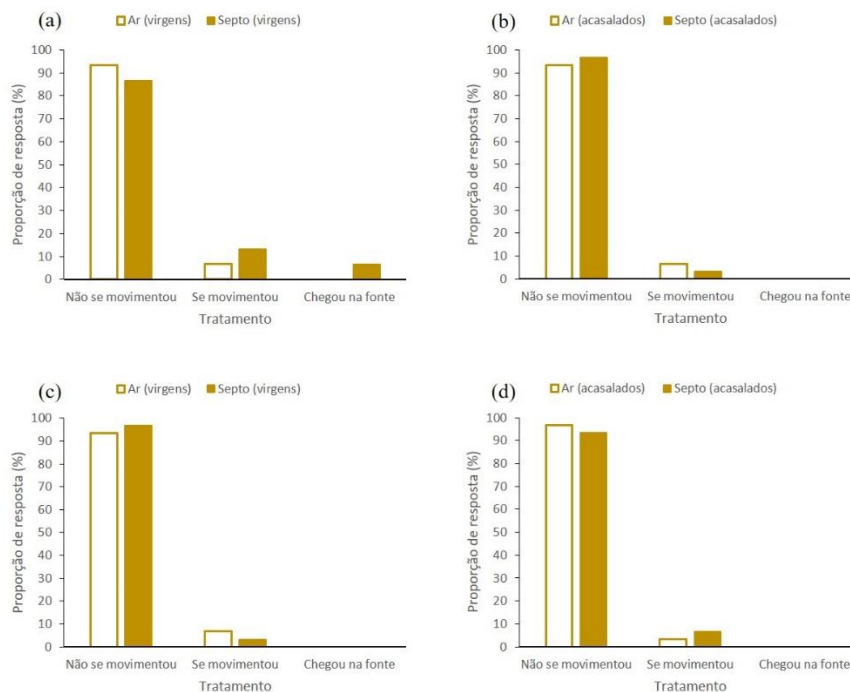 (a)
Ar (virgens) Septo (virgens)
Proporção de resposta (%)
100
90
80
70
60
50
40
30
20
10
0
Não se movimentou Se movimentou Chegou na fonte
Tratamento
(b)
Ar (acasalados) Septo (acasalados)
Proporção de resposta (%)
100
90
80
70
60
50
40
30
20
10
0
Não se movimentou Se movimentou Chegou na fonte
Tratamento
(c)
Ar (virgens) Septo (virgens)
Proporção de resposta (%)
100
90
80
70
60
50
40
30
20
10
0
Não se movimentou Se movimentou Chegou na fonte
Tratamento
(d)
Ar (acasalados) Septo (acasalados)
Proporção de resposta (%)
100
90
80
70
60
50
40
30
20
10
0
Não se movimentou Se movimentou Chegou na fonte
Tratamento